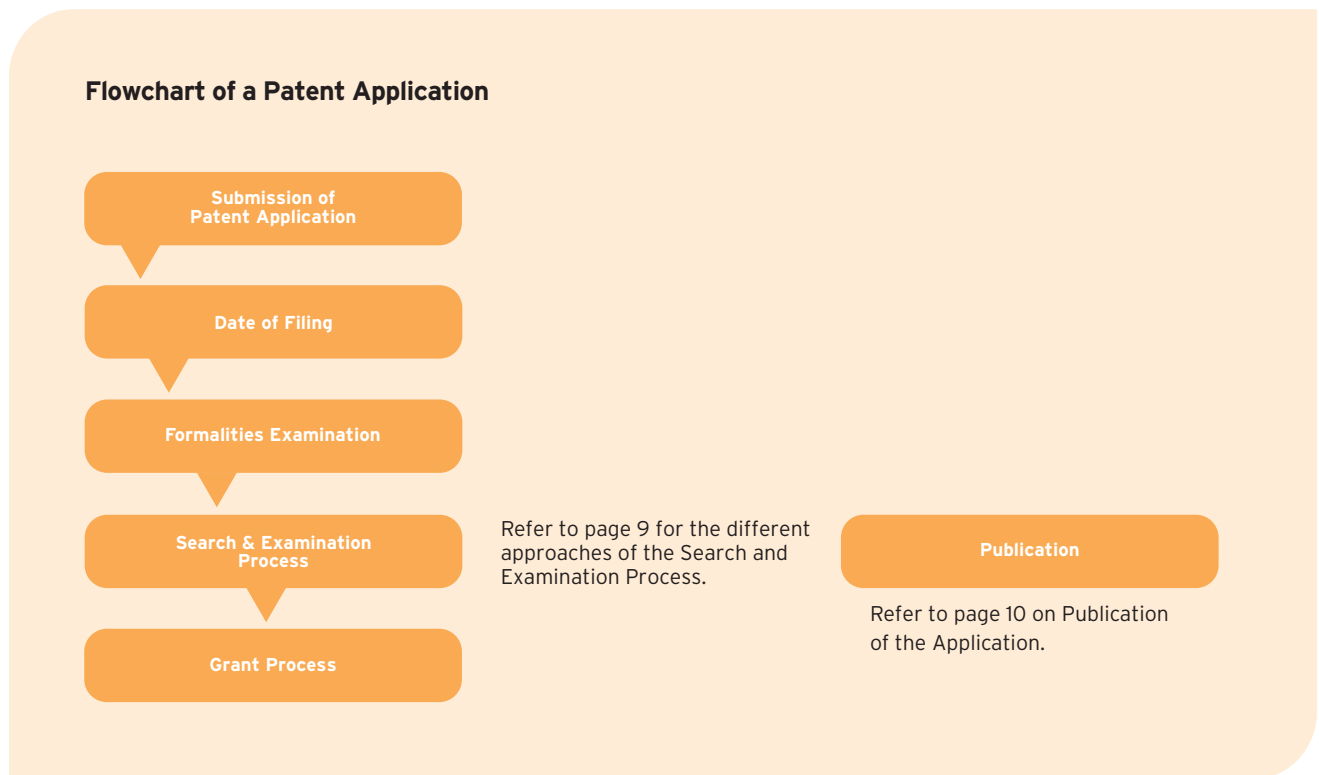 Flowchart of a Patent Application
Submission of
Patent Application
Date of Filing
Formalities Examination
Search & Examination
Process
Refer to page 9 for the different
approaches of the Search and
Examination Process.
Publication
Refer to page 10 on Publication
of the Application.
Grant Process